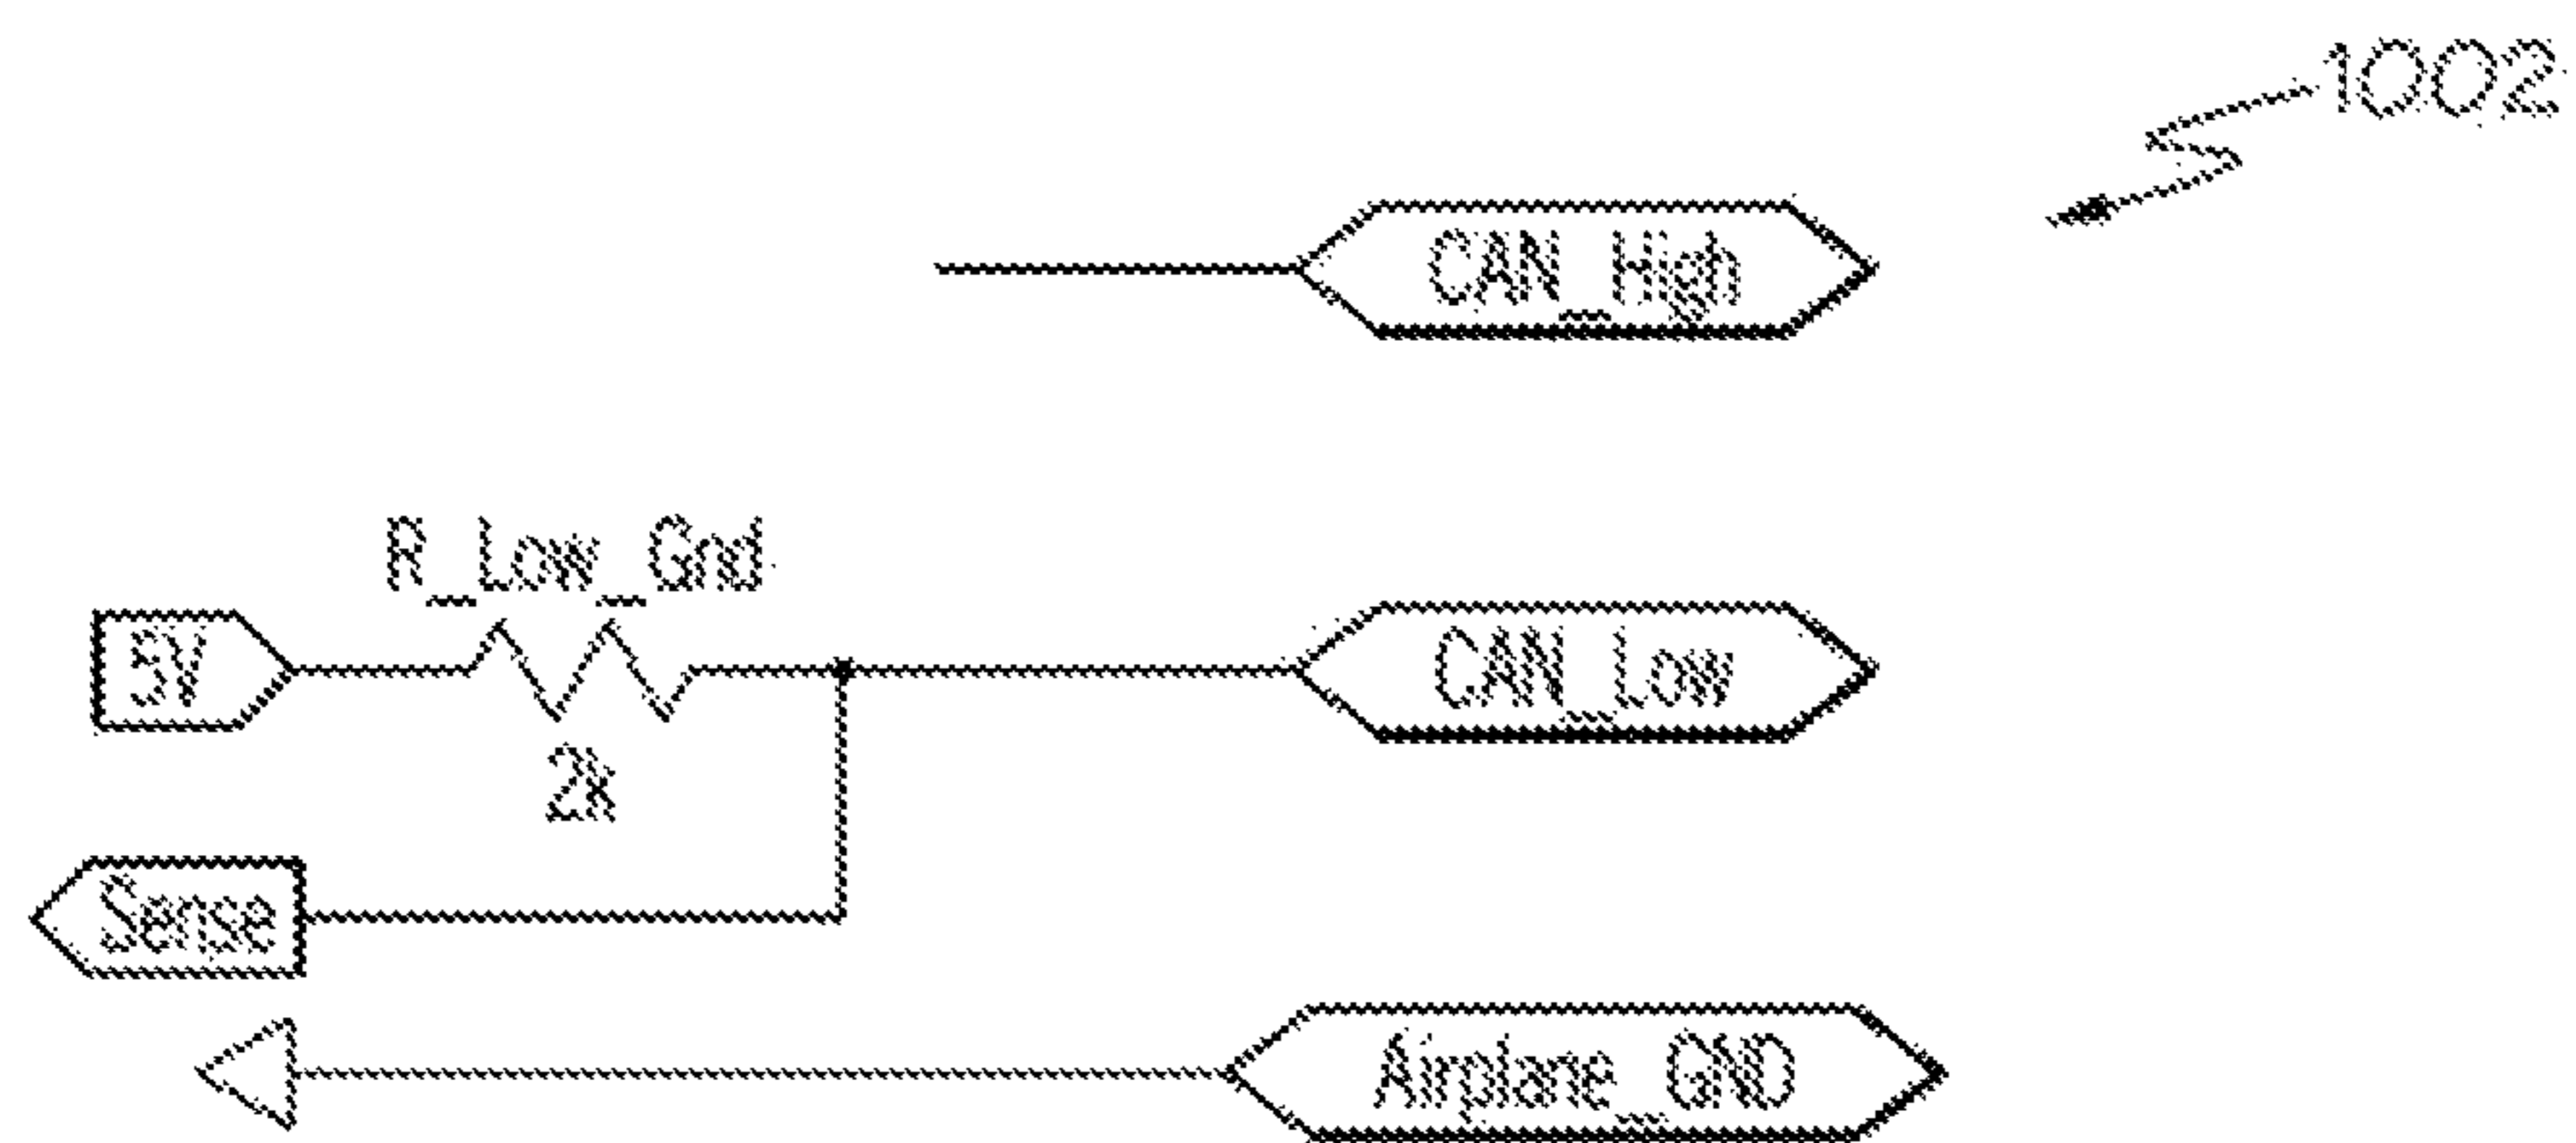 1002
CAN_High
R_Low_Gnd
5V
CAN_Low
2k
Sense
Airplane_GND